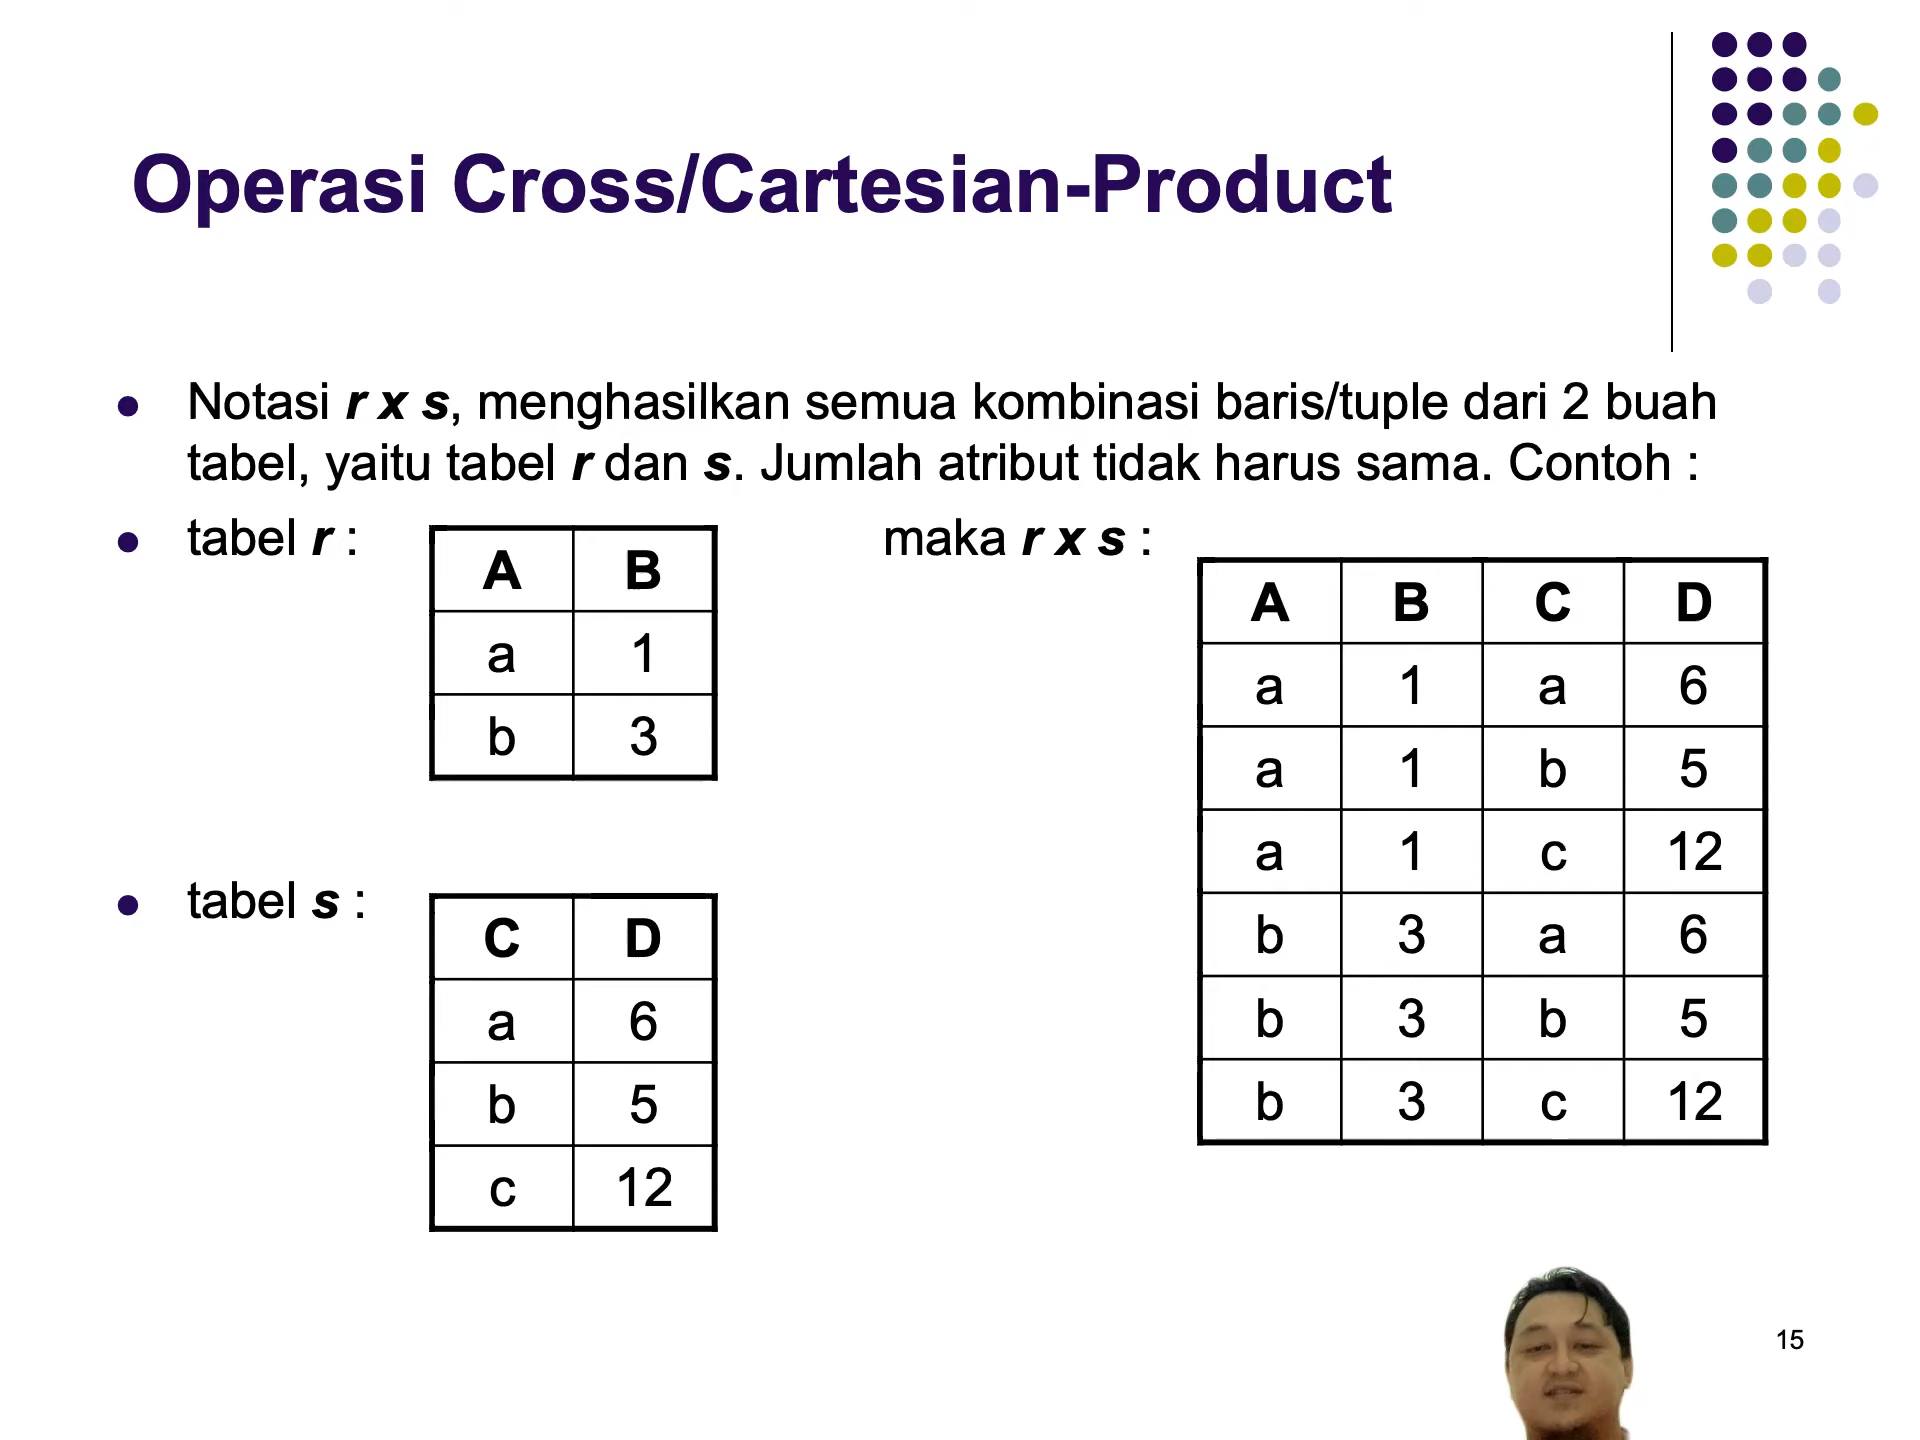 Operasi Cross/Cartesian-Product
Notasi r x s, menghasilkan semua kombinasi baris/tuple dari 2 buah
tabel, yaitu tabel r dan s. Jumlah atribut tidak harus sama. Contoh :
tabel r :
A B
a 1
b 3
tabel s :
C D
a 6
b 5
c 12
maka r x s :
A B C D
a 1 a 6
a 1 b 5
a 1 c 12
b 3 a 6
b 3 b 5
b 3 c 12
15